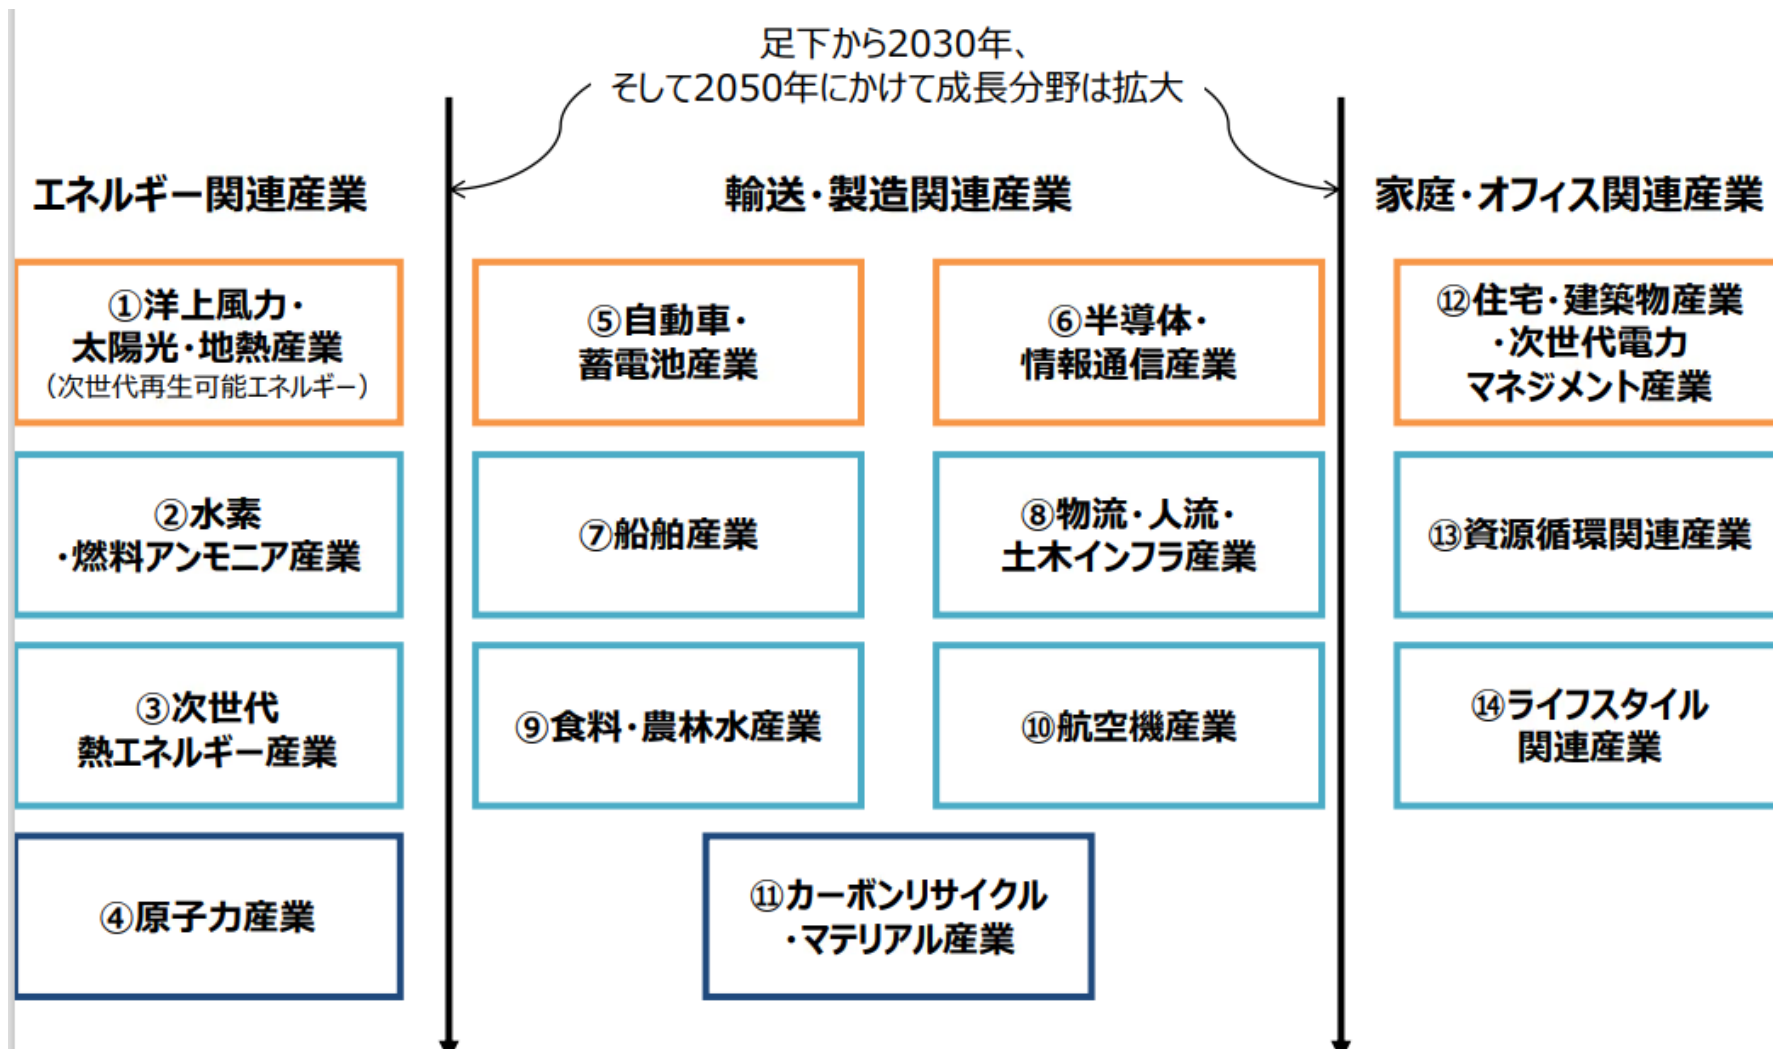 足下から2030年、
そして2050年にかけて成長分野は拡大
エネルギー関連産業
輸送・製造関連産業
家庭・オフィス関連産業
①洋上風力・
太陽光・地熱産業
（次世代再生可能エネルギー）
②水素
・燃料アンモニア産業
③次世代
熱エネルギー産業
④原子力産業
⑤自動車・
蓄電池産業
⑥半導体・
情報通信産業
⑦船舶産業
⑧物流・人流・
土木インフラ産業
⑨食料・農林水産業
⑩航空機産業
⑪カーボンリサイクル
・マテリアル産業
⑫住宅・建築物産業
・次世代電力
マネジメント産業
⑬資源循環関連産業
⑭ライフスタイル
関連産業